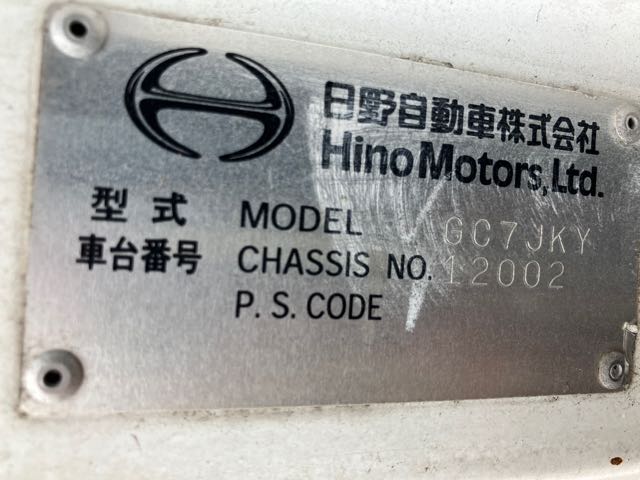 日野自動車株式会社
Hino Motors, Ltd.
型式 MODEL GC7JKY
車台番号 CHASSIS NO. 12002
P. S. CODE